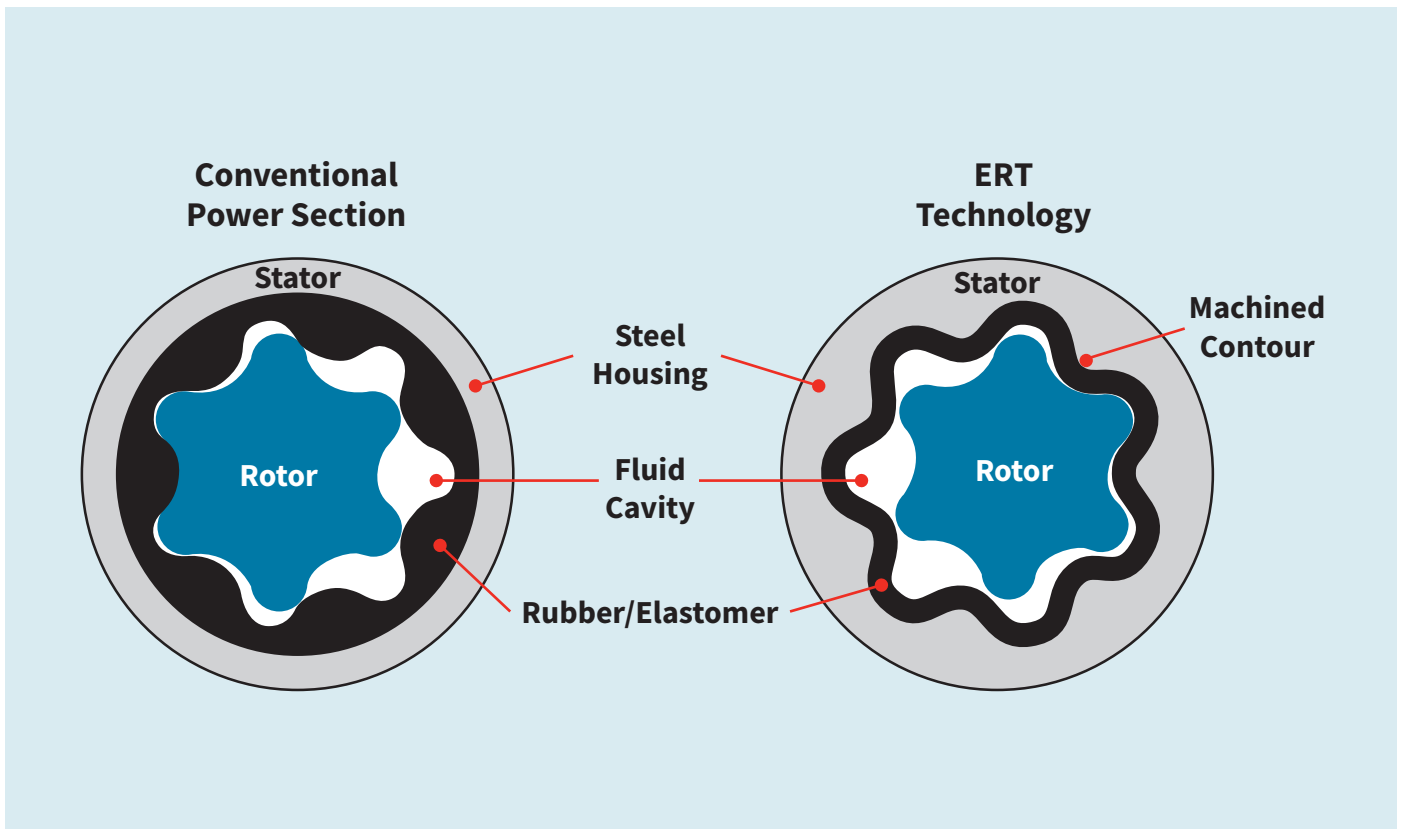 Conventional
Power Section
ERT
Technology
Stator
Stator
Machined
Contour
Steel
Housing
Rotor
Fluid
Cavity
Rotor
Rubber/Elastomer